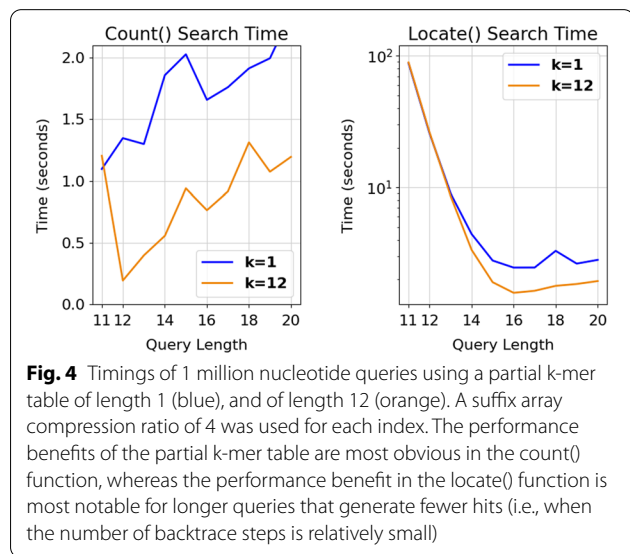 Count() Search Time
2.0
1.5
1.0
0.5
0.0
Time (seconds)
k=1
k=12
11 12 14 16 18 20
Query Length
Locate() Search Time
10²
10¹
Time (seconds)
k=1
k=12
11 12 14 16 18 20
Query Length
Fig. 4 Timings of 1 million nucleotide queries using a partial k-mer
table of length 1 (blue), and of length 12 (orange). A suffix array
compression ratio of 4 was used for each index. The performance
benefits of the partial k-mer table are most obvious in the count()
function, whereas the performance benefit in the locate() function is
most notable for longer queries that generate fewer hits (i.e., when
the number of backtrace steps is relatively small)